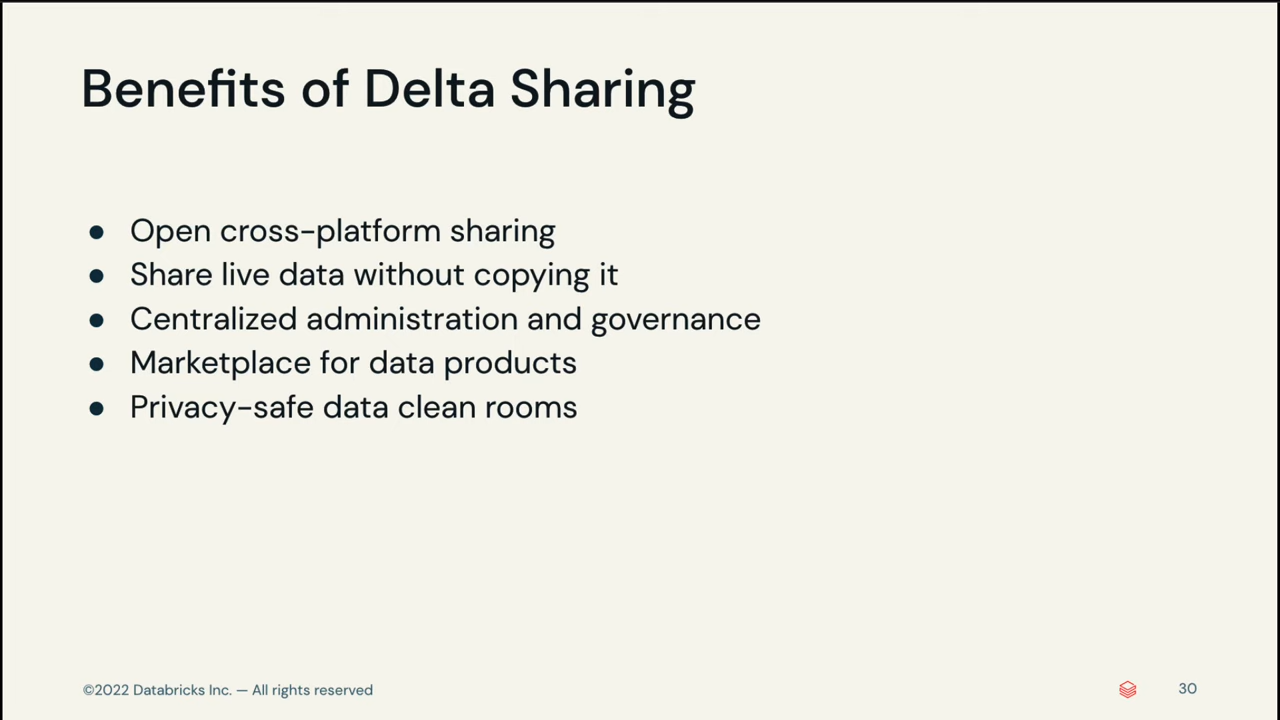 Benefits of Delta Sharing
● Open cross-platform sharing
● Share live data without copying it
● Centralized administration and governance
● Marketplace for data products
● Privacy-safe data clean rooms
©2022 Databricks Inc. — All rights reserved
30